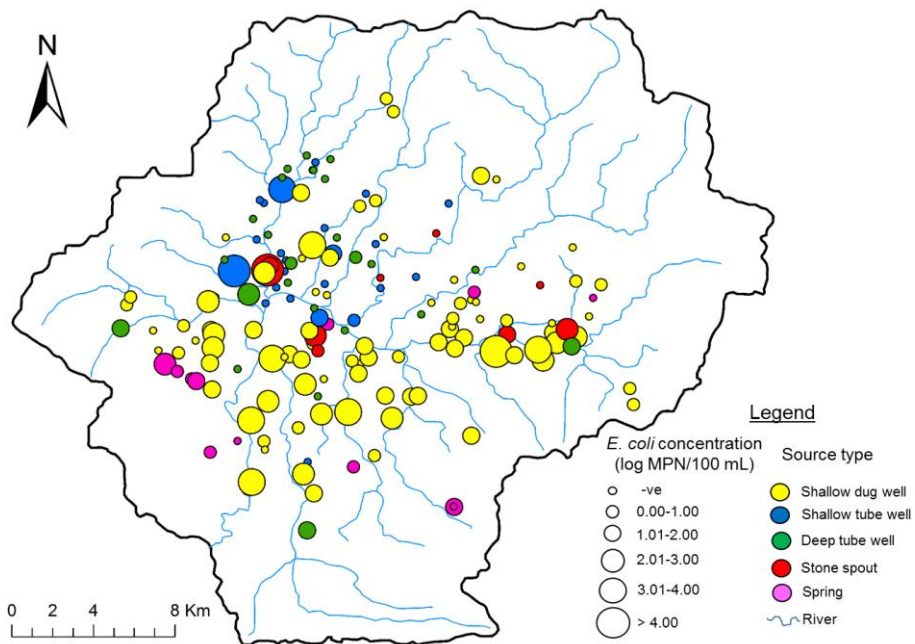 N
Legend
E. coli concentration
(log MPN/100 mL)
-ve
0.00-1.00
1.01-2.00
2.01-3.00
3.01-4.00
> 4.00
Source type
Shallow dug well
Shallow tube well
Deep tube well
Stone spout
Spring
River
0 2 4 8 Km